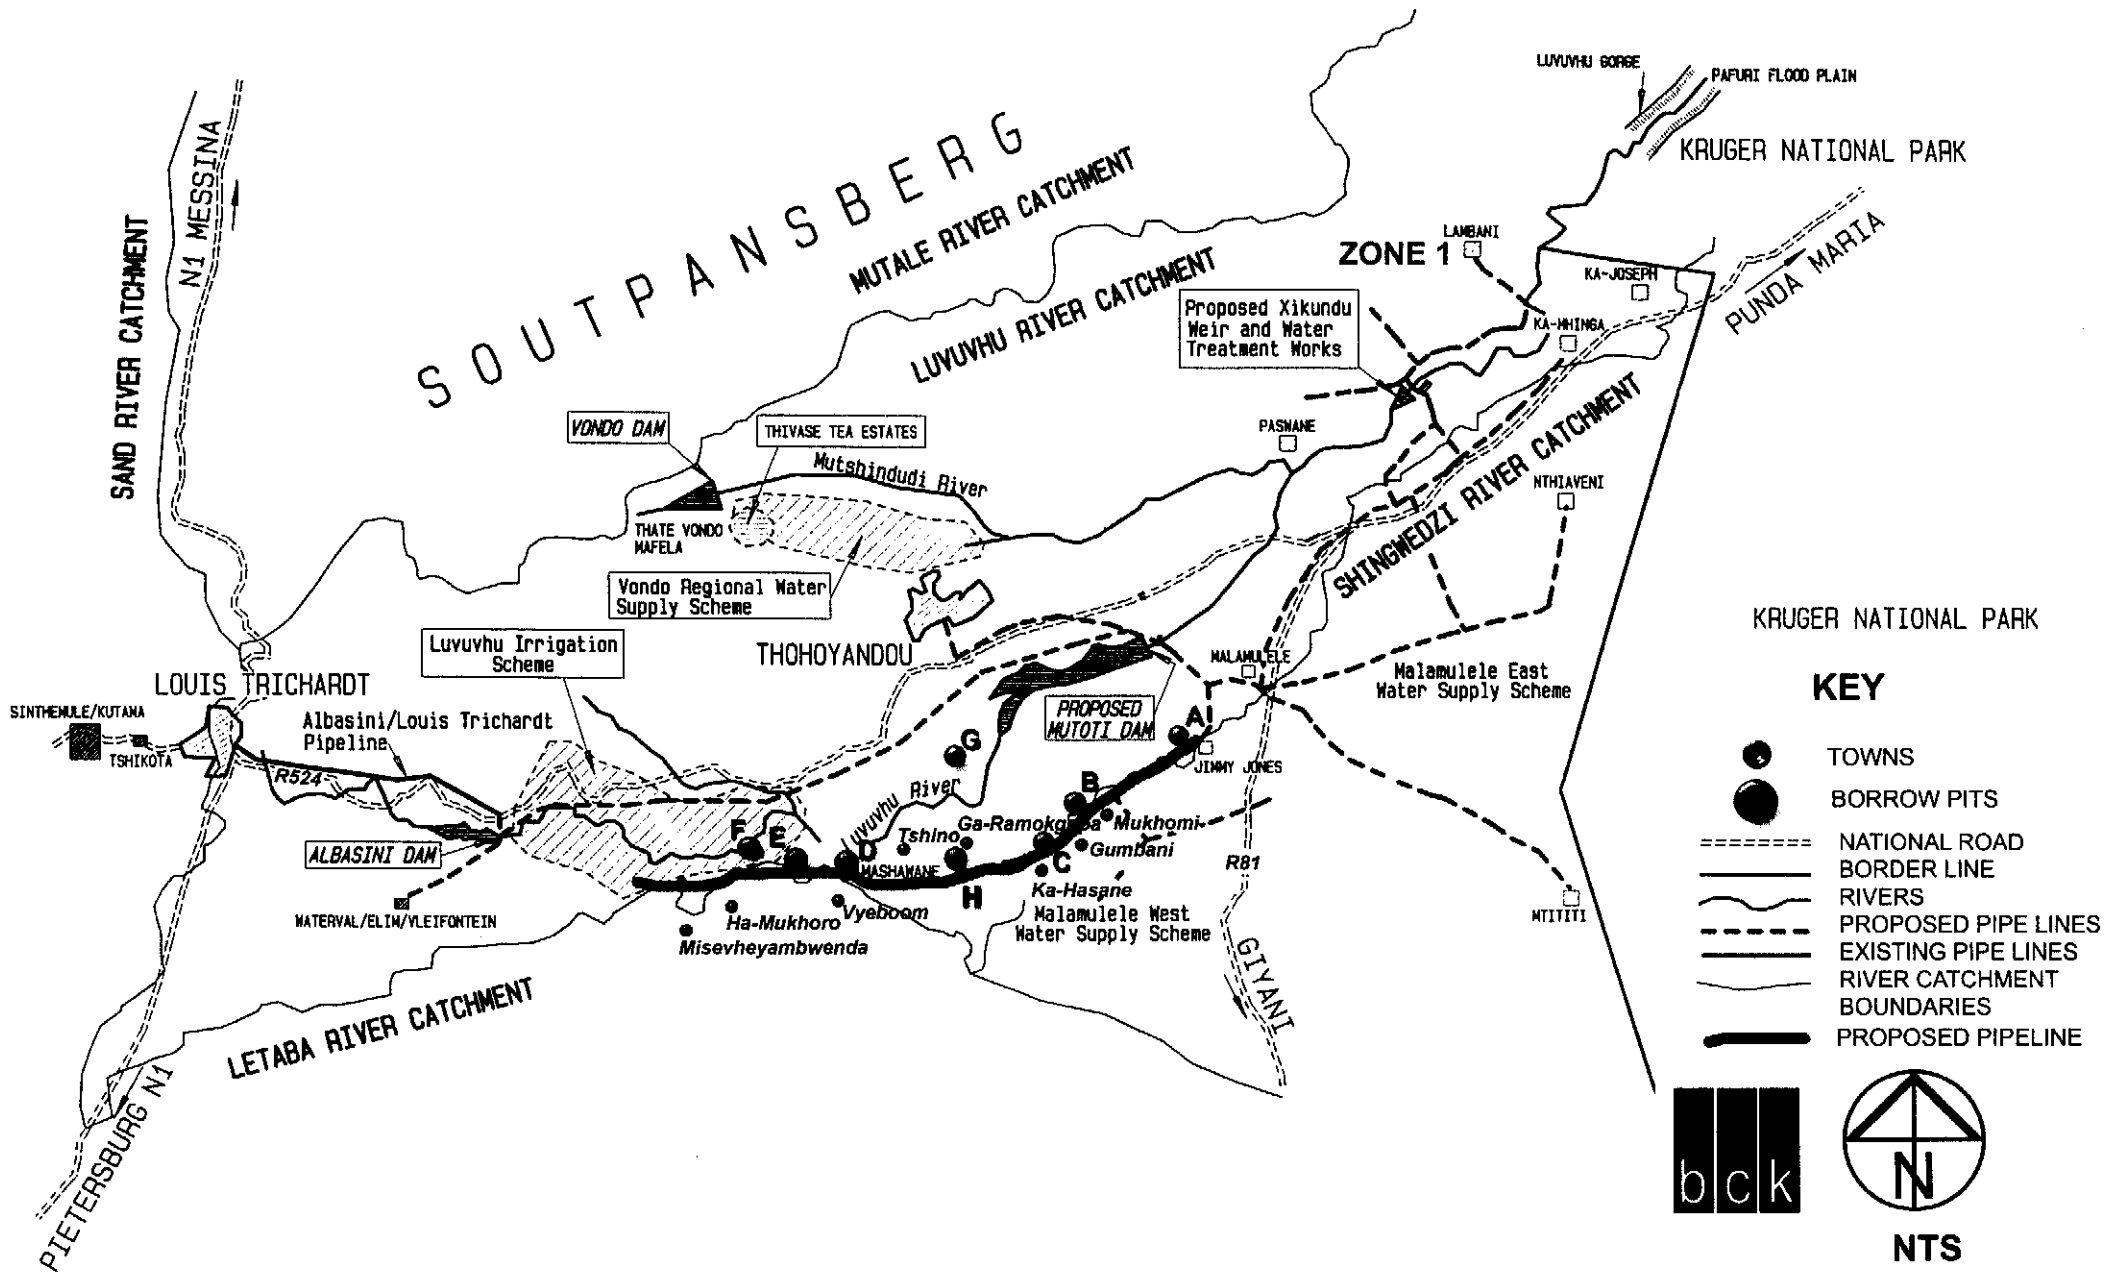 LUVUVHU GORGE
PAFURI FLOOD PLAIN
KRUGER NATIONAL PARK
N1 MESSINA
SAND RIVER CATCHMENT
SOUTPANSBERG
MUTALE RIVER CATCHMENT
LUVUVHU RIVER CATCHMENT
ZONE 1
LAMBANI
KA-JOSEPH
PUNDA MARIA
Proposed Xikundu
Weir and Water
Treatment Works
KA-MHINGA
VONDO DAM
THIVASE TEA ESTATES
PASWANE
Mutshindudi River
SHINGWEDZI RIVER CATCHMENT
NTHIAVENI
THATE VONDO
MAFELA
Vondo Regional Water
Supply Scheme
KRUGER NATIONAL PARK
Luvuvhu Irrigation
Scheme
THOHOYANDOU
MALAMULELE
Malamulele East
Water Supply Scheme
LOUIS TRICHARDT
SINTHEMULE/KUTAMA
TSHIKOTA
Albasini/Louis Trichardt
Pipeline
R524
PROPOSED
MUTOTI DAM
A
G
JIMMY JONES
B
Luvuvhu River
Tshino
Mukhomi
Gumbani
F
E
D
MASHAWANE
C
H
Ka-Hasane
R81
ALBASINI DAM
WATERVAL/ELIM/VLEIFONTEIN
Ha-Mukhoro
Vyeboom
Misevheyambwenda
Malamulele West
Water Supply Scheme
MTITITI
GIYANI
LETABA RIVER CATCHMENT
PIETERSBURG N1
KEY
TOWNS
BORROW PITS
NATIONAL ROAD
BORDER LINE
RIVERS
PROPOSED PIPE LINES
EXISTING PIPE LINES
RIVER CATCHMENT
BOUNDARIES
PROPOSED PIPELINE
bck
N
NTS